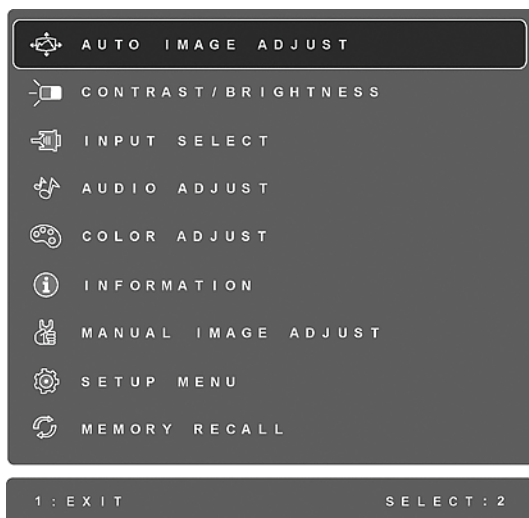 AUTO IMAGE ADJUST
CONTRAST/BRIGHTNESS
INPUT SELECT
AUDIO ADJUST
COLOR ADJUST
INFORMATION
MANUAL IMAGE ADJUST
SETUP MENU
MEMORY RECALL
1:EXIT SELECT:2